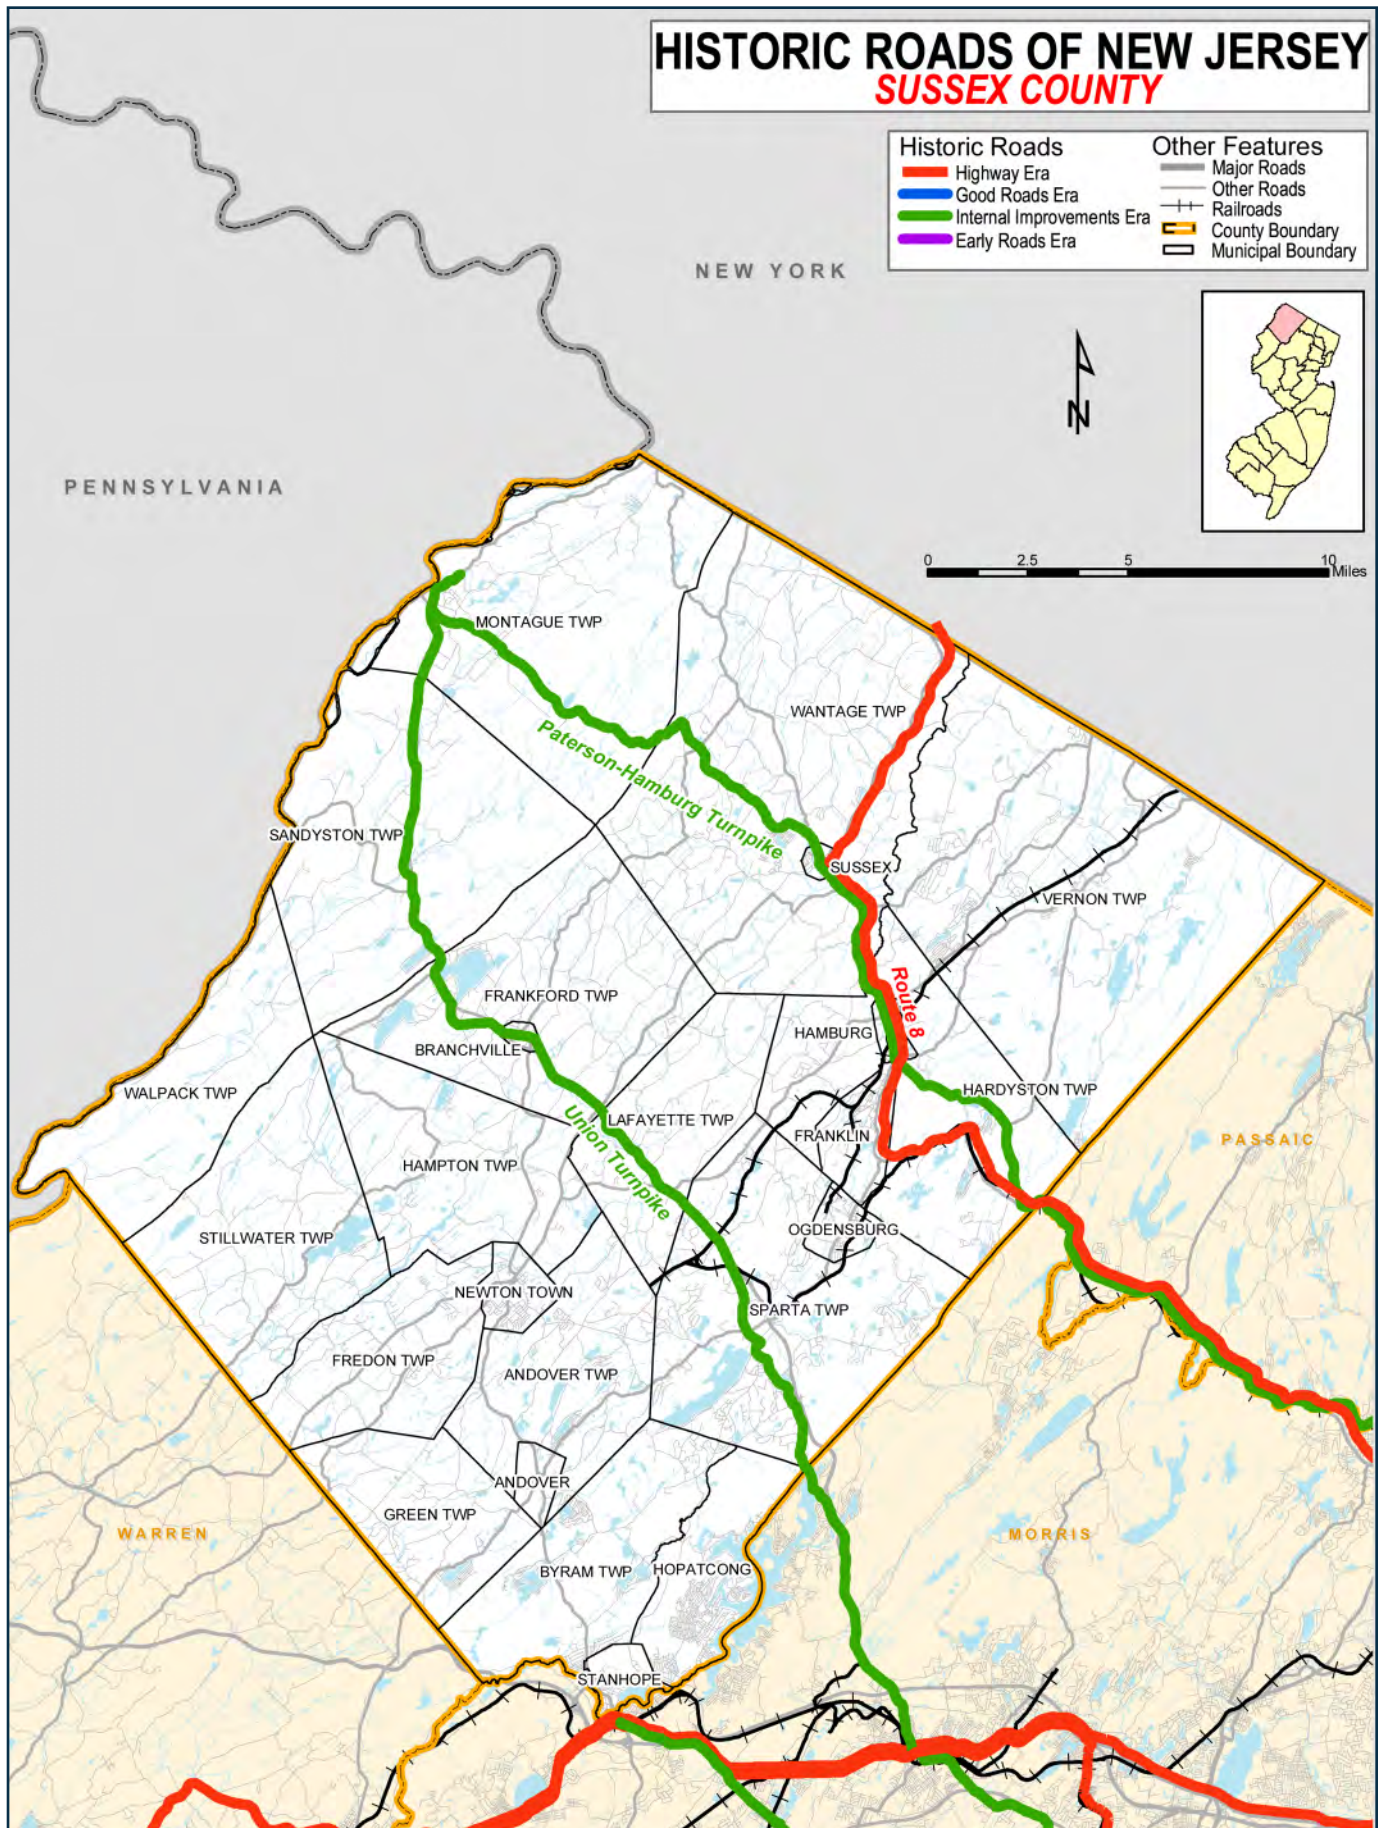 HISTORIC ROADS OF NEW JERSEY
SUSSEX COUNTY
Historic Roads
Highway Era
Good Roads Era
Internal Improvements Era
Early Roads Era
Other Features
Major Roads
Other Roads
Railroads
County Boundary
Municipal Boundary
NEW YORK
N
PENNSYLVANIA
0 2.5 5 10
Miles
MONTAGUE TWP
WANTAGE TWP
Paterson-Hamburg Turnpike
SANDYSTON TWP
SUSSEX
VERNON TWP
Route 8
FRANKFORD TWP
HAMBURG
BRANCHVILLE
WALPACK TWP
HARDYSTON TWP
LAFAYETTE TWP
Union Turnpike
FRANKLIN
PASSAIC
HAMPTON TWP
OGDENSBURG
STILLWATER TWP
NEWTON TOWN
SPARTA TWP
FREDON TWP
ANDOVER TWP
ANDOVER
GREEN TWP
WARREN
MORRIS
BYRAM TWP
HOPATCONG
STANHOPE